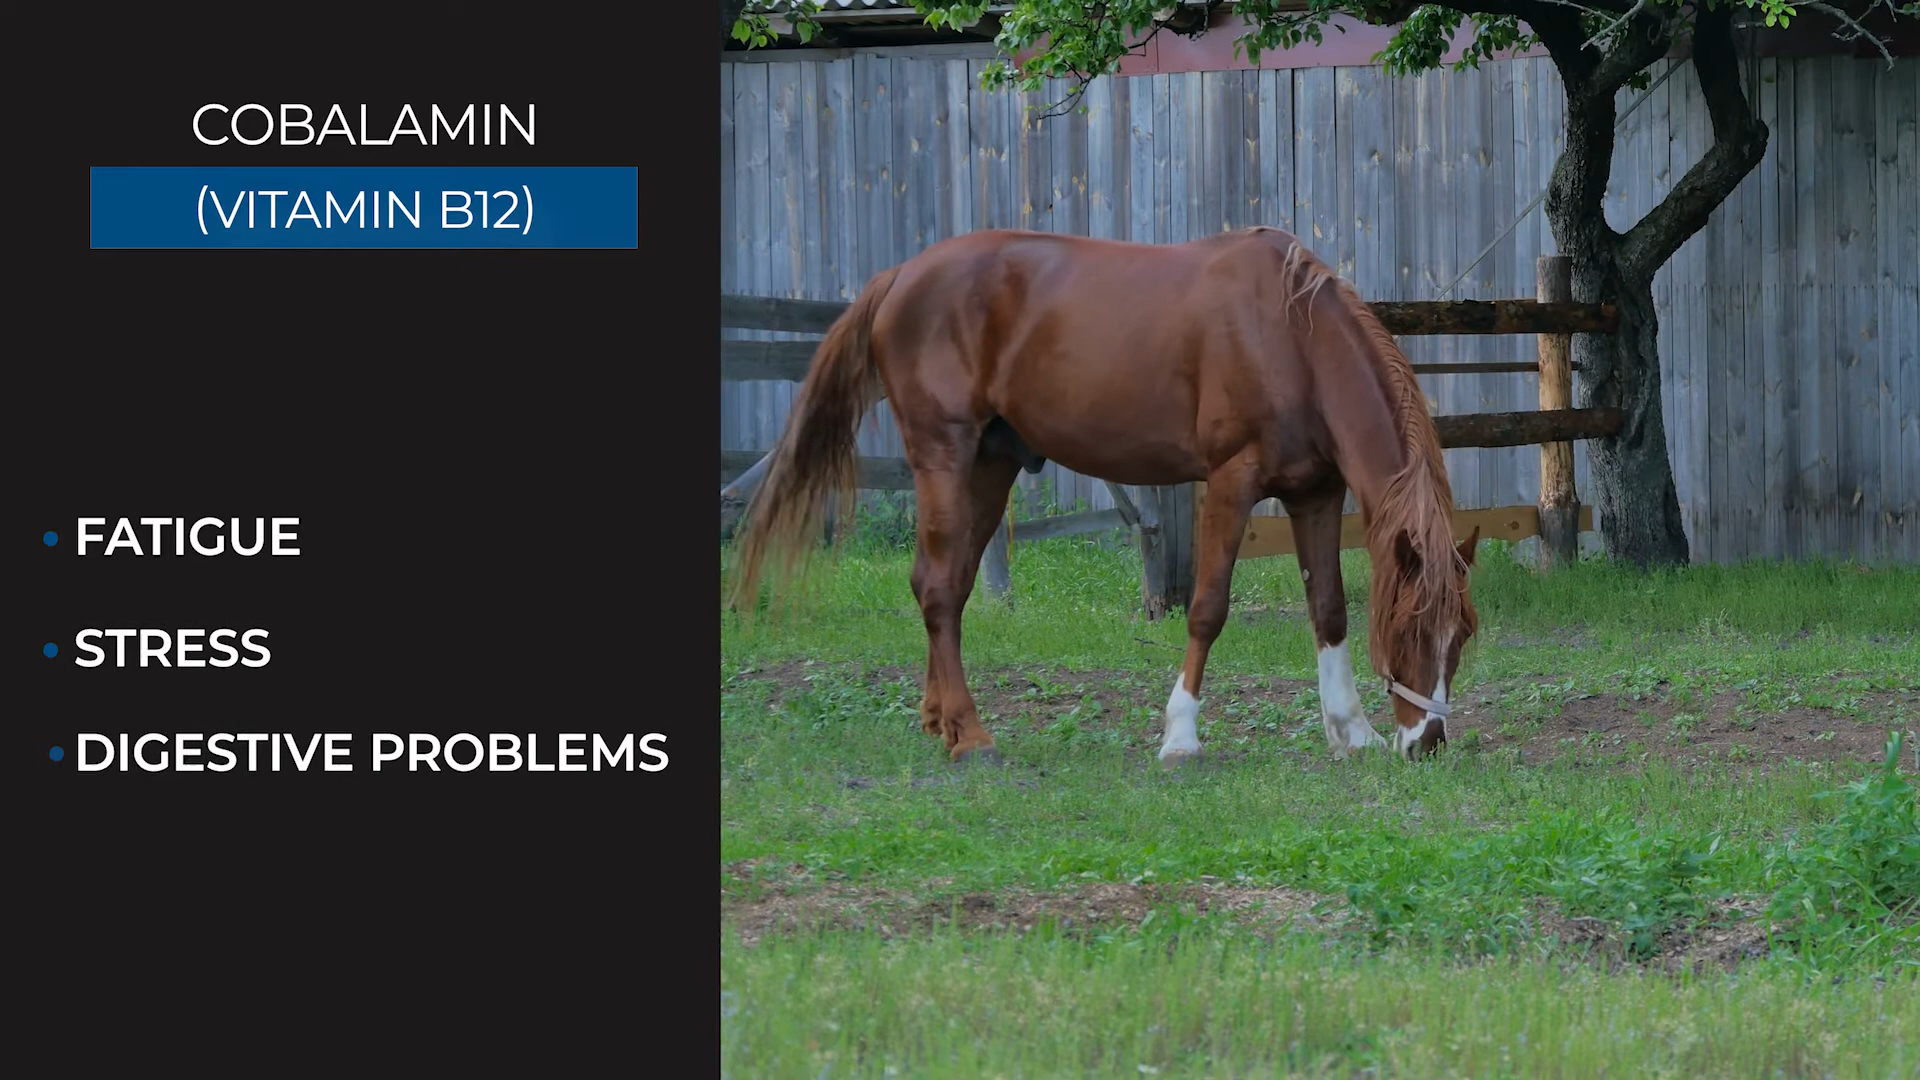 COBALAMIN
(VITAMIN B12)
• FATIGUE
• STRESS
• DIGESTIVE PROBLEMS